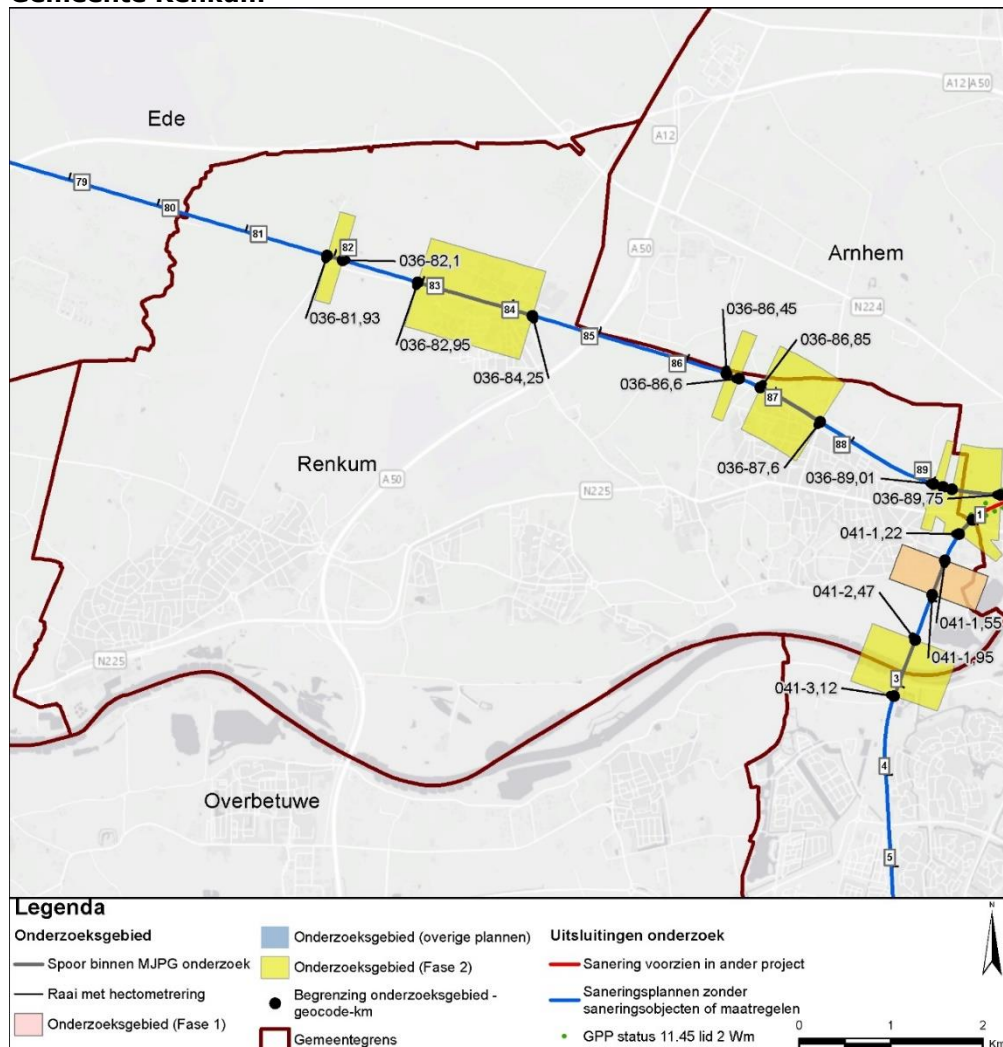 Gemeente Renkum
A12|A50
Ede
A12
79
80
81
A50
Arnhem
82
036-82,1
83
036-86,45
N224
84
036-81,93
036-82,95
85
036-86,85
86
036-86,6
036-84,25
87
88
Renkum
036-87,6
89
A50
036-89,01
N225
036-89,75
1
041-1,22
041-2,47
041-1,55
N225
041-1,95
3
041-3,12
4
Overbetuwe
5
Legenda
Onderzoeksgebied
Spoor binnen MJPG onderzoek
Raai met hectometrering
Onderzoeksgebied (Fase 1)
Onderzoeksgebied (overige plannen)
Onderzoeksgebied (Fase 2)
Begrenzing onderzoeksgebied -
geocode-km
Gemeentegrens
Uitsluitingen onderzoek
Sanering voorzien in ander project
Saneringsplannen zonder
saneringsobjecten of maatregelen
GPP status 11.45 lid 2 Wm
N
0 1 2
Km